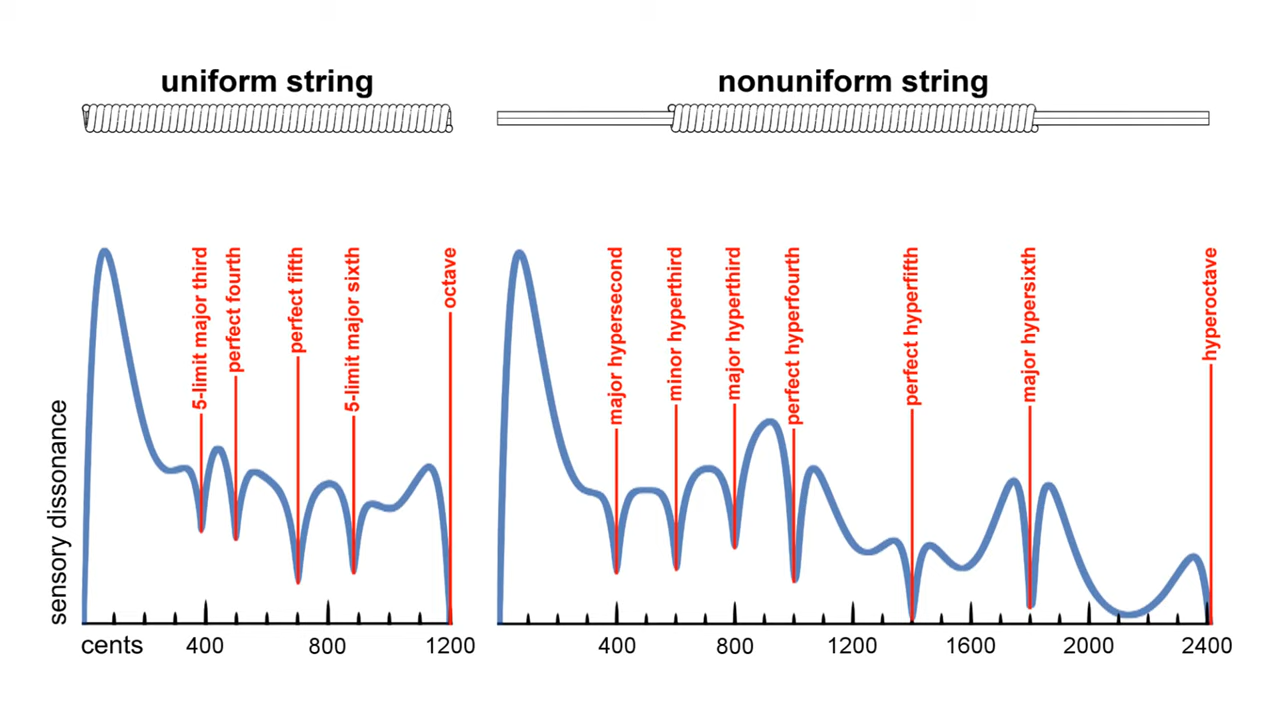 uniform string
nonuniform string
sensory dissonance
5-limit major third
perfect fourth
perfect fifth
5-limit major sixth
octave
cents
400
800
1200
major hypersecond
minor hyperthird
major hyperthird
perfect hyperfourth
perfect hyperfifth
major hypersixth
hyperoctave
400
800
1200
1600
2000
2400